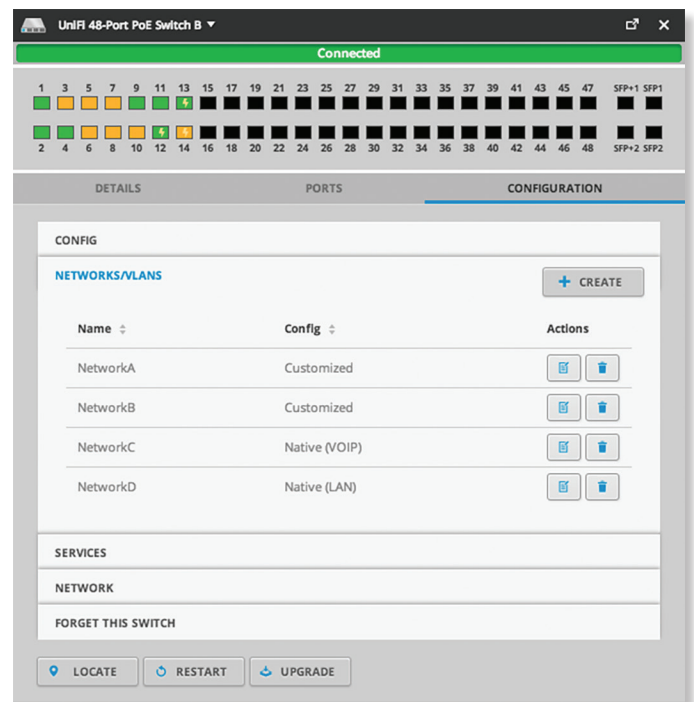 UniFi 48-Port PoE Switch B
Connected
1 3 5 7 9 11 13 15 17 19 21 23 25 27 29 31 33 35 37 39 41 43 45 47 SFP+1 SFP1
2 4 6 8 10 12 14 16 18 20 22 24 26 28 30 32 34 36 38 40 42 44 46 48 SFP+2 SFP2
DETAILS PORTS CONFIGURATION
CONFIG
NETWORKS/VLANS
CREATE
Name Config Actions
NetworkA Customized
NetworkB Customized
NetworkC Native (VOIP)
NetworkD Native (LAN)
SERVICES
NETWORK
FORGET THIS SWITCH
LOCATE RESTART UPGRADE